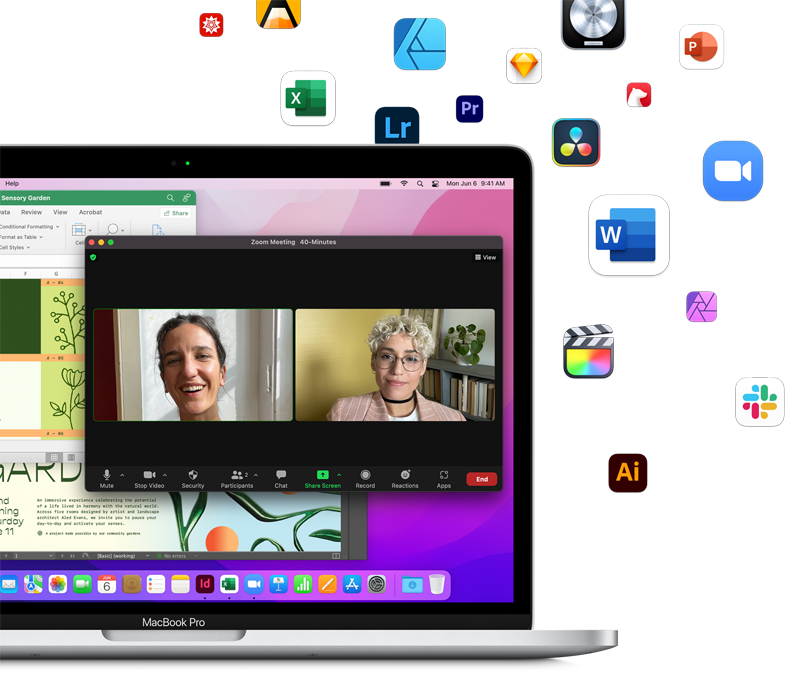 X
Lr
Pr
P
W
Ai
Help
Mon Jun 6 9:41 AM
Sensory Garden
Data
Review
View
Acrobat
Share
Conditional Formatting
Format as Table
Cell Styles
F
G
Zoom Meeting 40-Minutes
View
Mute
Stop Video
Security
Participants
2
Chat
Share Screen
Record
Reactions
Apps
End
GARD
An immersive experience celebrating the potential
of a life lived in harmony with the natural world.
Across five rooms designed by artist and landscape
architect Aled Evans, we invite you to pause your
day-to-day and activate your senses.
A project made possible by our community gardens
[Basic] (working)
No errors
JUN
6
Id
X
MacBook Pro